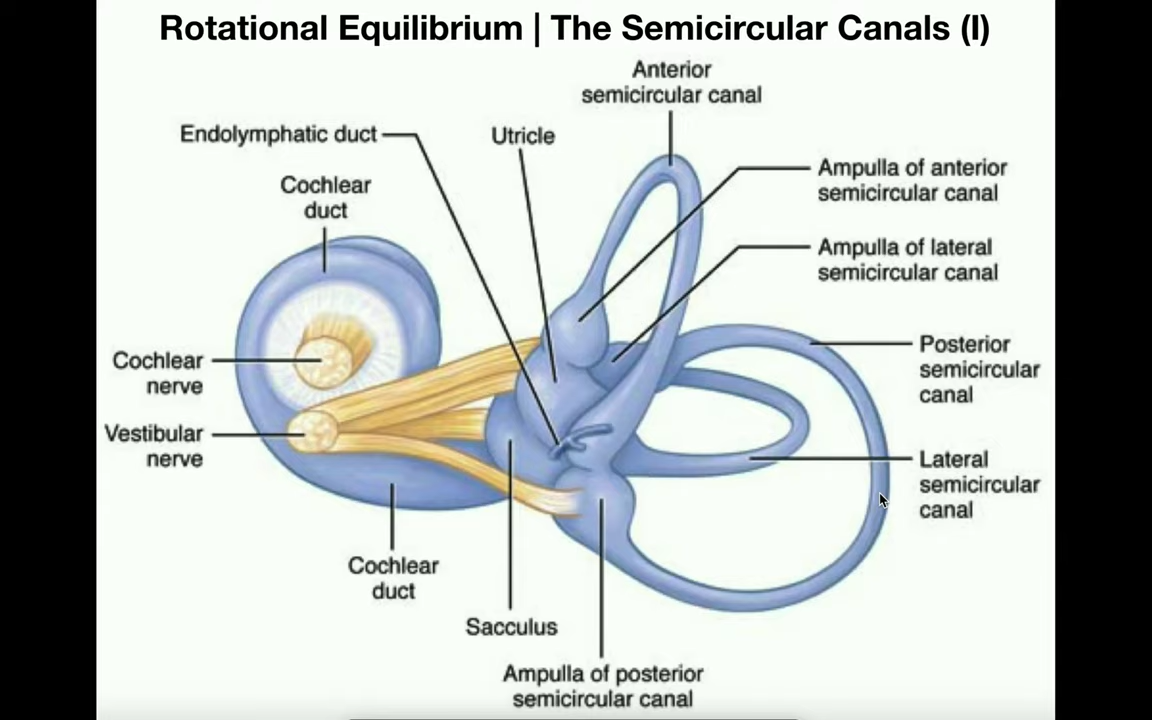 Rotational Equilibrium | The Semicircular Canals (I)
Anterior
semicircular canal
Endolymphatic duct
Utricle
Cochlear
duct
Ampulla of anterior
semicircular canal
Ampulla of lateral
semicircular canal
Cochlear
nerve
Posterior
semicircular
canal
Vestibular
nerve
Lateral
semicircular
canal
Cochlear
duct
Sacculus
Ampulla of posterior
semicircular canal